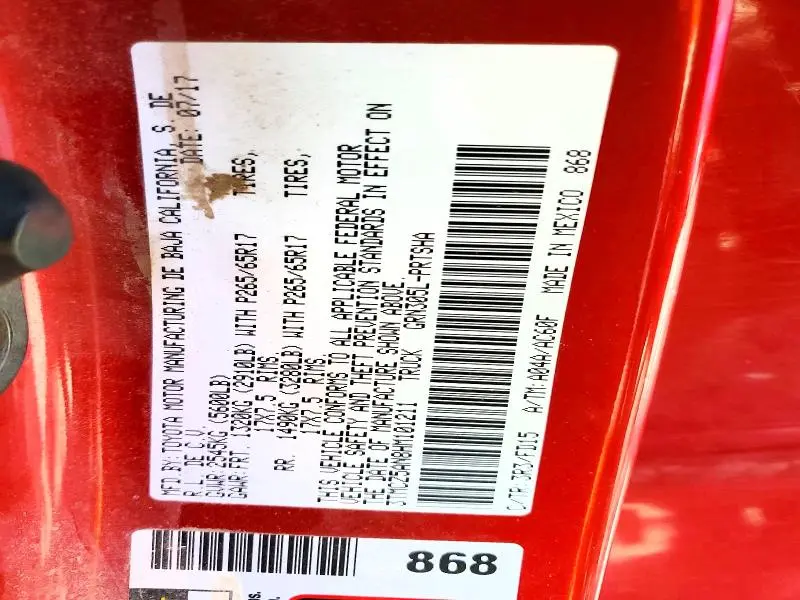 MFD.BY: TOYOTA MOTOR MANUFACTURING DE BAJA CALIFORNIA, S. DE
R.L. DE C.V. DATE: 07/17
GVWR: 2545KG (5600LB)
GAWR: FRT. 1320KG (2910LB) WITH P265/65R17 TIRES,
17X7.5 RIMS.
RR. 1490KG (3280LB) WITH P265/65R17 TIRES,
17X7.5 RIMS.
THIS VEHICLE CONFORMS TO ALL APPLICABLE FEDERAL MOTOR
VEHICLE SAFETY AND THEFT PREVENTION STANDARDS IN EFFECT ON
THE DATE OF MANUFACTURE SHOWN ABOVE.
TRUCK GRN305L-PRTSHA
C/TR: 3R3/FD15 A/TM: A04A/AC60F MADE IN MEXICO 868
868